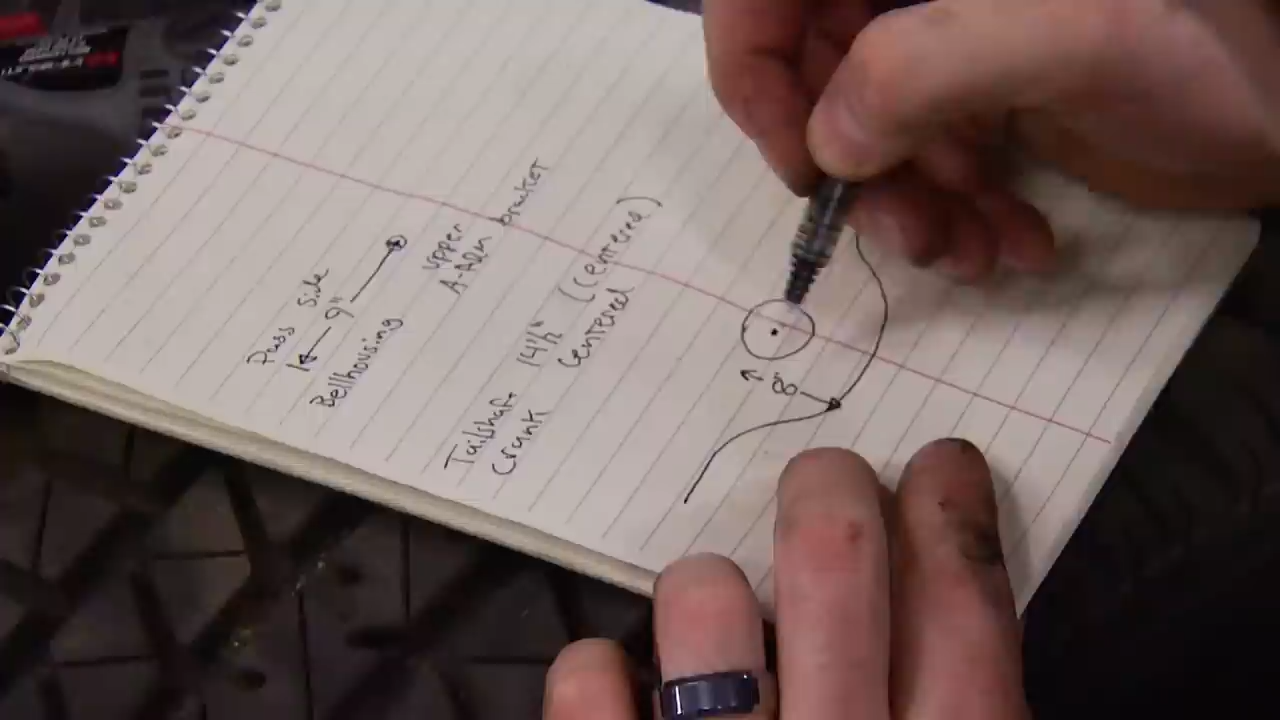 Pass Side
9"
Bellhousing
upper
A-ARM bracket
Tailshaft 14½" (centered)
Crank centered
8"